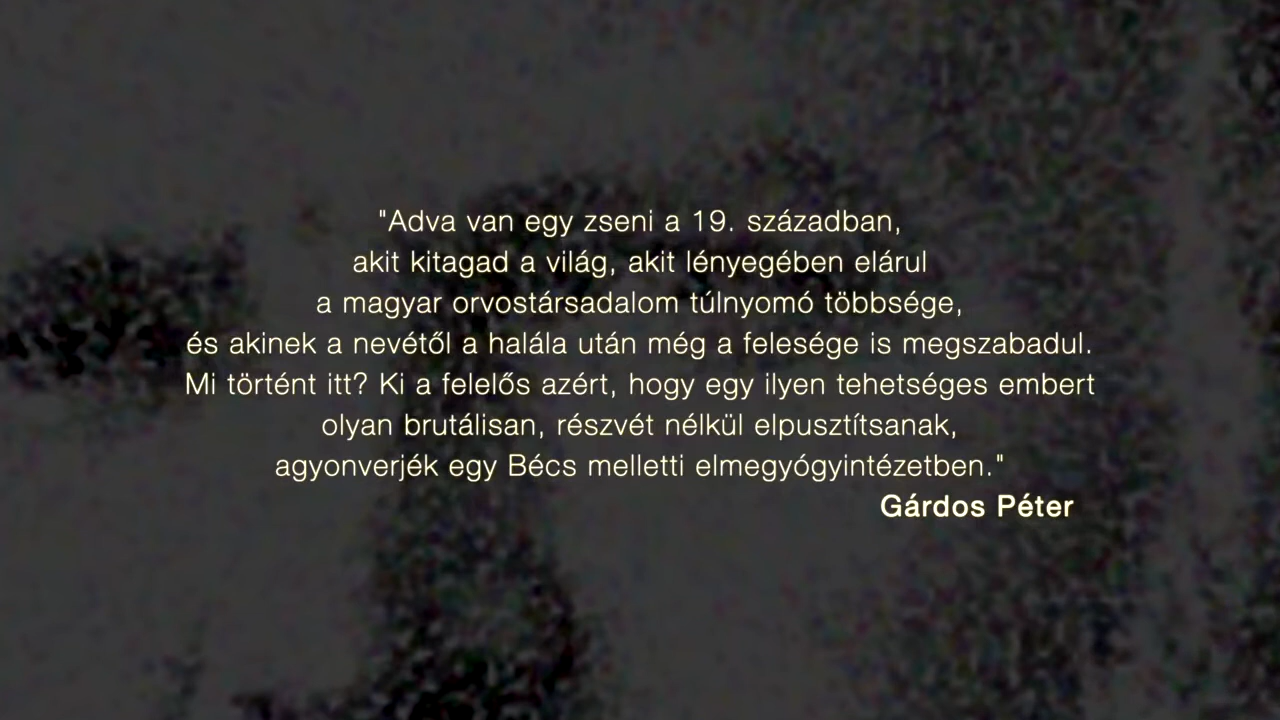 "Adva van egy zseni a 19. században,
akit kitagad a világ, akit lényegében elárul
a magyar orvostársadalom túlnyomó többsége,
és akinek a nevétől a halála után még a felesége is megszabadul.
Mi történt itt? Ki a felelős azért, hogy egy ilyen tehetséges embert
olyan brutálisan, részvét nélkül elpusztítsanak,
agyonverjék egy Bécs melletti elmegyógyintézetben."
Gárdos Péter